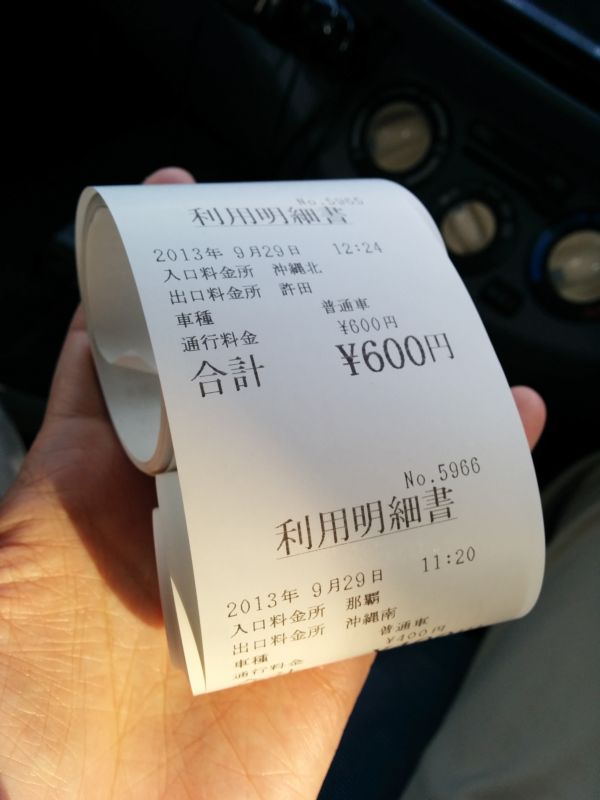 No.5965
利用明細書
2013年 9月29日 12:24
入口料金所 沖縄北
出口料金所 許田
車種 普通車
通行料金 ¥600円
合計 ¥600円
No.5966
利用明細書
2013年 9月29日 11:20
入口料金所 那覇
出口料金所 沖縄南
車種 普通車
通行料金 ¥400円